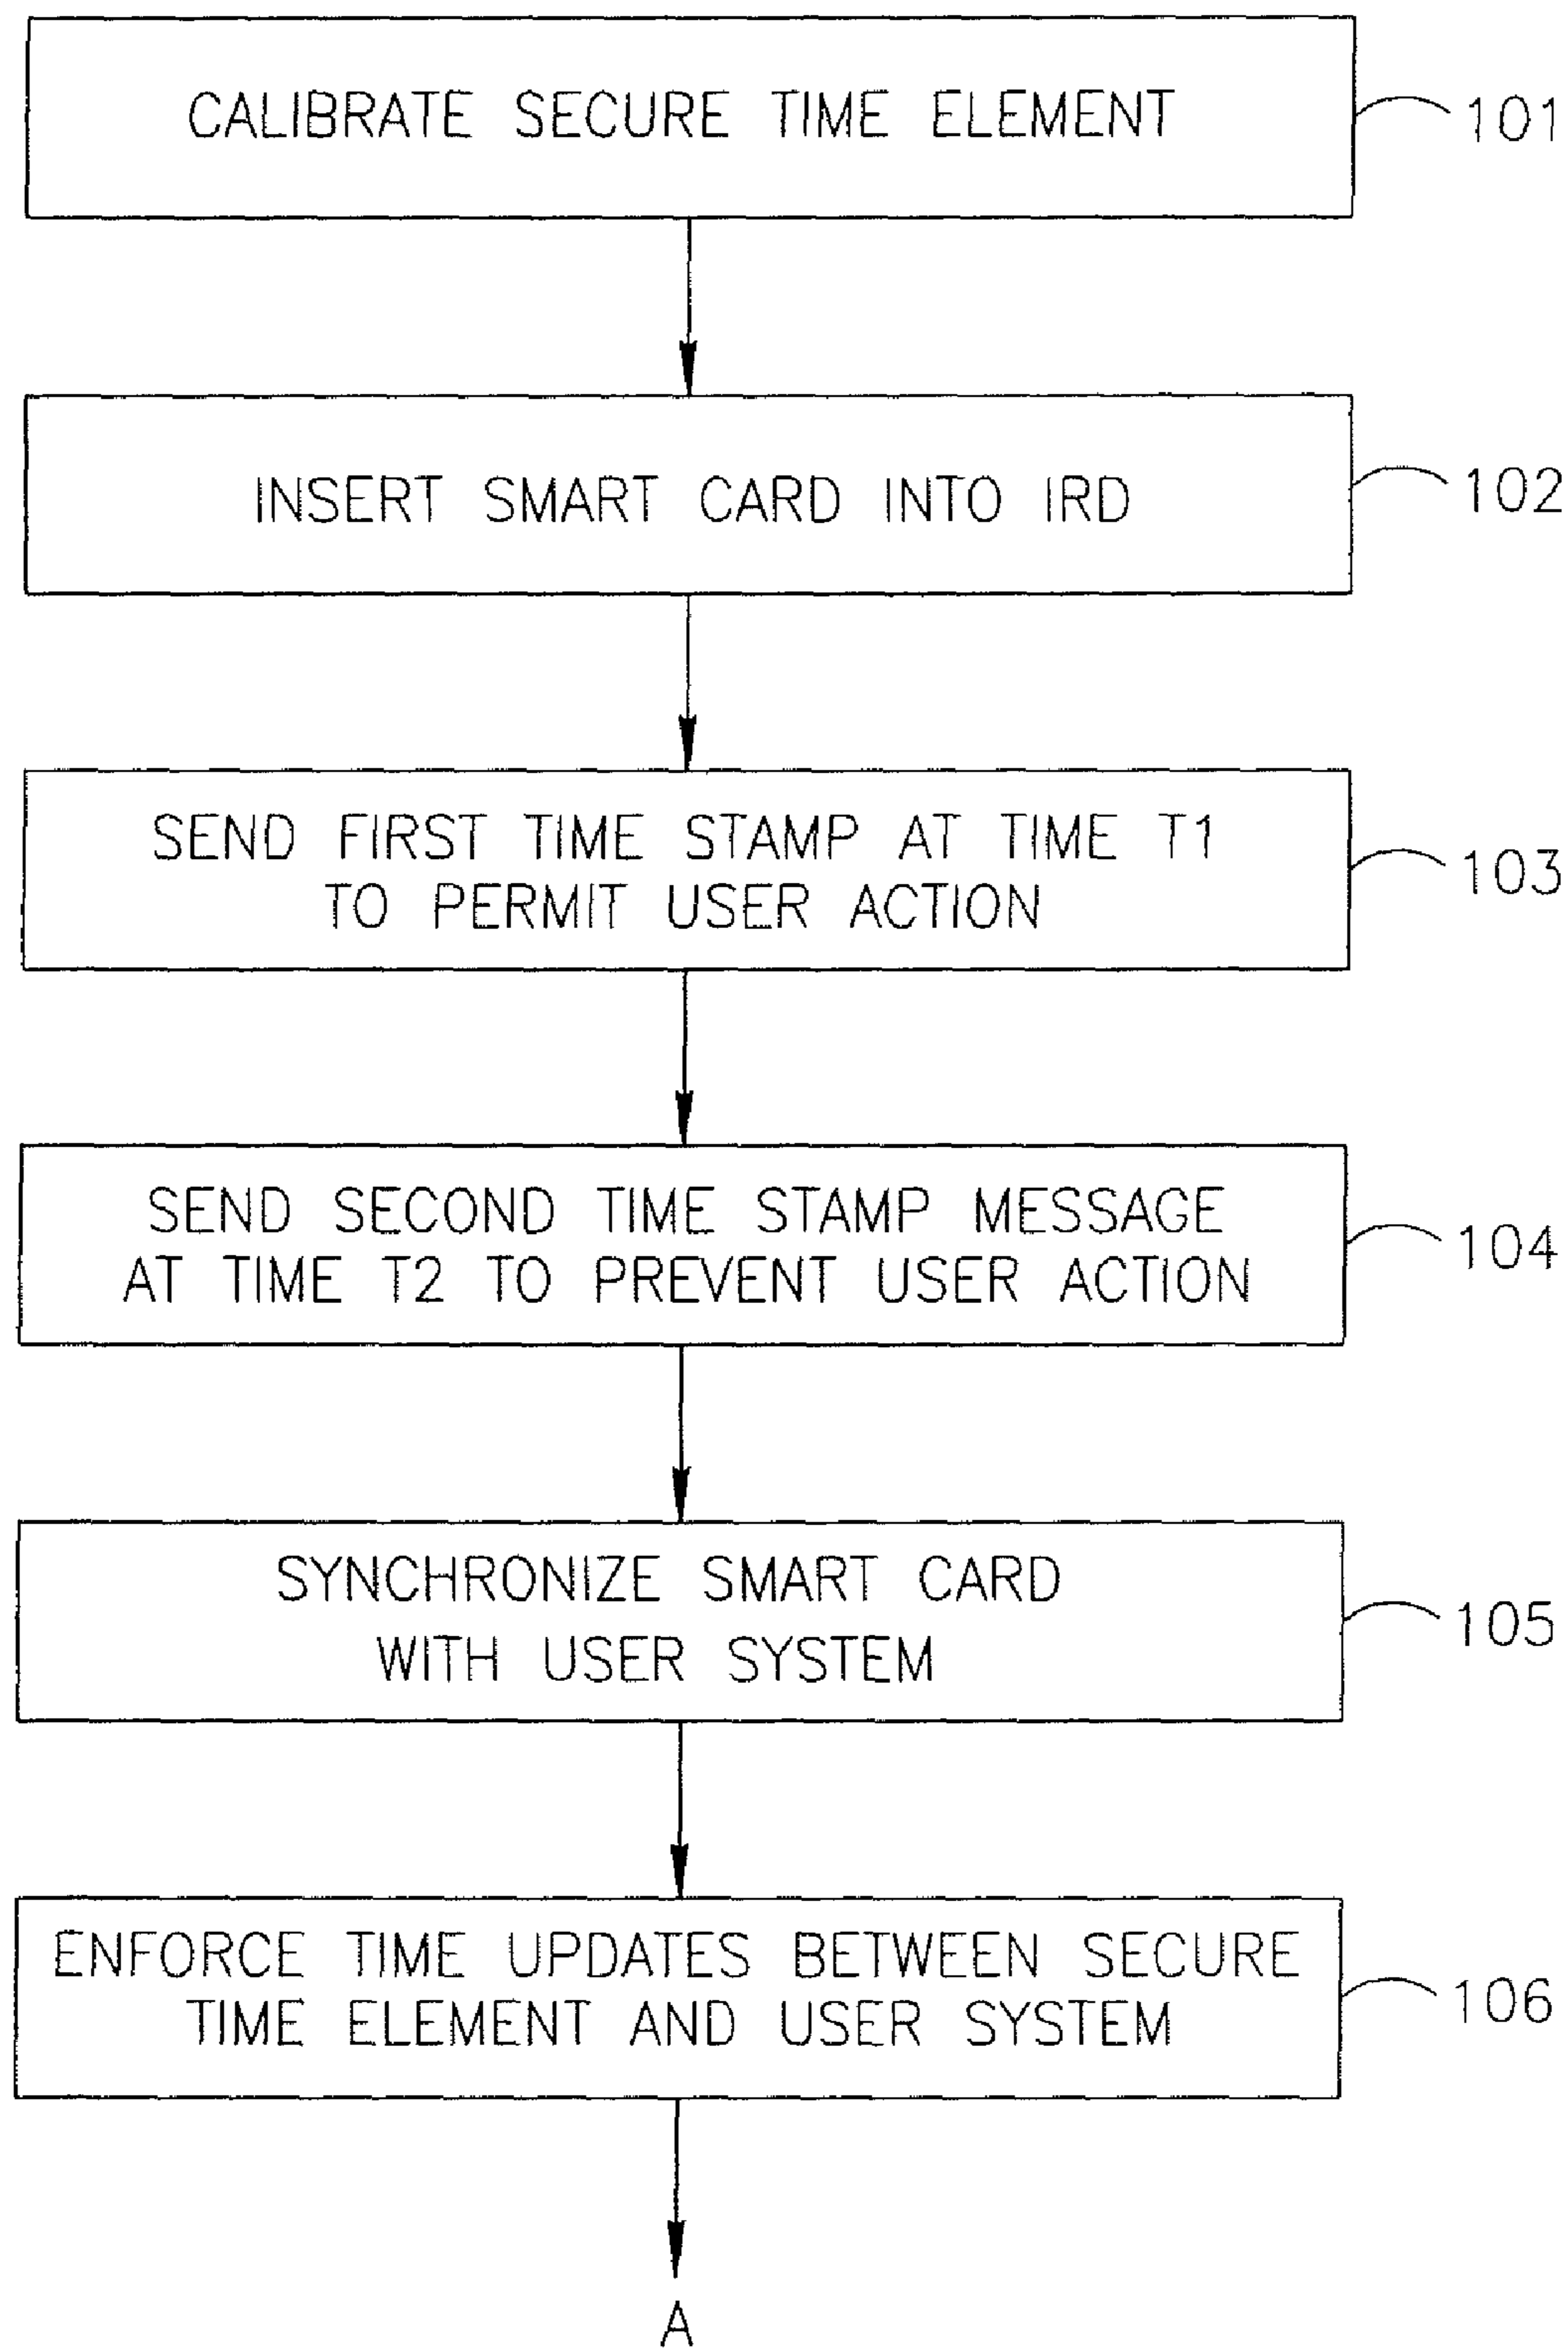 CALIBRATE SECURE TIME ELEMENT
101
INSERT SMART CARD INTO IRD
102
SEND FIRST TIME STAMP AT TIME T1
TO PERMIT USER ACTION
103
SEND SECOND TIME STAMP MESSAGE
AT TIME T2 TO PREVENT USER ACTION
104
SYNCHRONIZE SMART CARD
WITH USER SYSTEM
105
ENFORCE TIME UPDATES BETWEEN SECURE
TIME ELEMENT AND USER SYSTEM
106
A